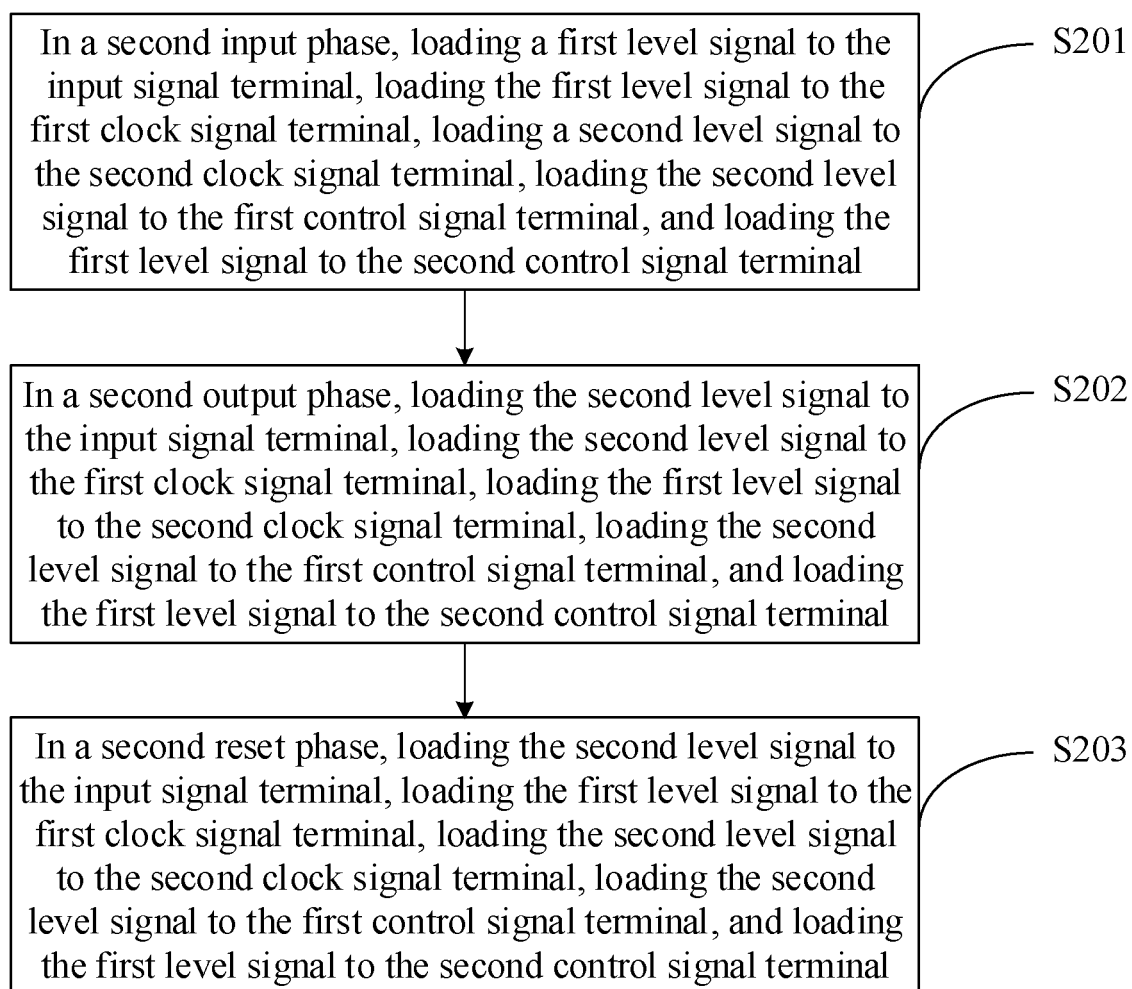 In a second input phase, loading a first level signal to the
input signal terminal, loading the first level signal to the
first clock signal terminal, loading a second level signal to
the second clock signal terminal, loading the second level
signal to the first control signal terminal, and loading the
first level signal to the second control signal terminal
S201
In a second output phase, loading the second level signal to
the input signal terminal, loading the second level signal to
the first clock signal terminal, loading the first level signal
to the second clock signal terminal, loading the second
level signal to the first control signal terminal, and loading
the first level signal to the second control signal terminal
S202
In a second reset phase, loading the second level signal to
the input signal terminal, loading the first level signal to the
first clock signal terminal, loading the second level signal
to the second clock signal terminal, loading the second
level signal to the first control signal terminal, and loading
the first level signal to the second control signal terminal
S203